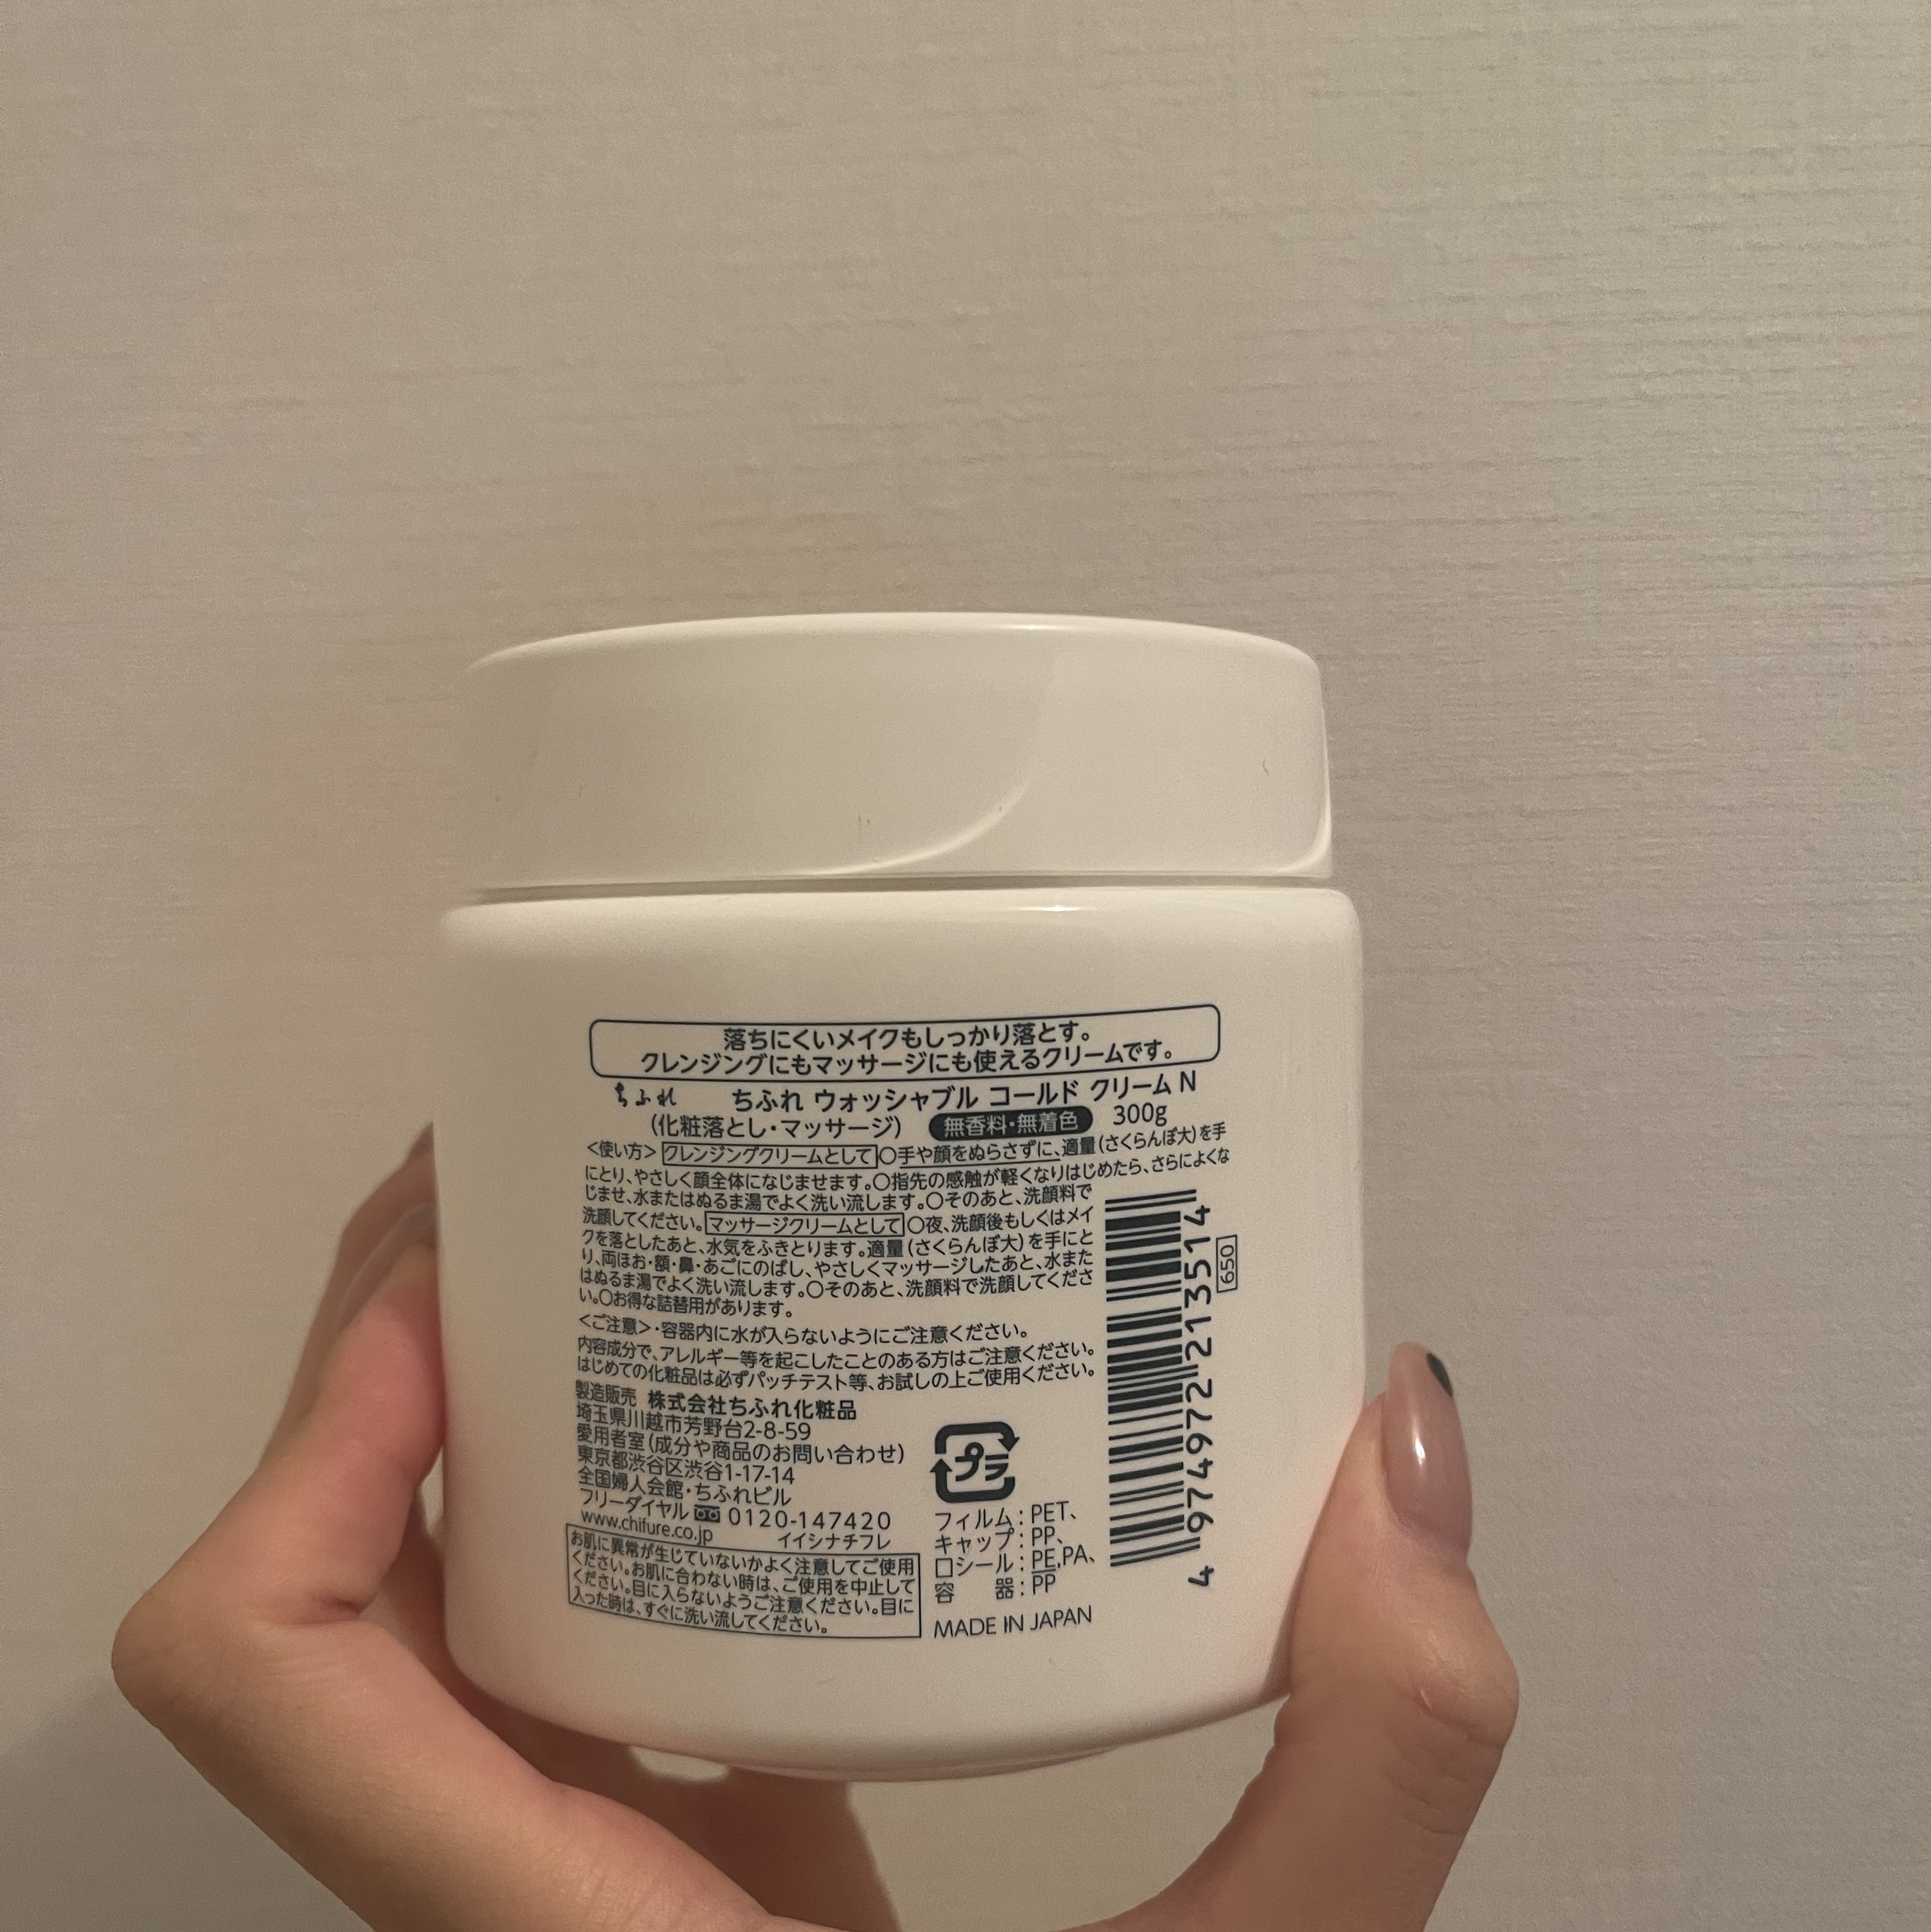 落ちにくいメイクもしっかり落とす。
クレンジングにもマッサージにも使えるクリームです。
ちふれ ちふれ ウォッシャブル コールド クリーム N
(化粧落とし・マッサージ) 無香料・無着色 300g
<使い方> クレンジングクリームとして ○手や顔をぬらさずに、適量(さくらんぼ大)を手
にとり、やさしく顔全体になじませます。○指先の感触が軽くなりはじめたら、さらによくな
じませ、水またはぬるま湯でよく洗い流します。○そのあと、洗顔料で
洗顔してください。 マッサージクリームとして ○夜、洗顔後もしくはメイ
クを落としたあと、水気をふきとります。適量(さくらんぼ大)を手にと
り、両ほお・額・鼻・あごにのばし、やさしくマッサージしたあと、水また
はぬるま湯でよく洗い流します。○そのあと、洗顔料で洗顔してくださ
い。○お得な詰替用があります。
<ご注意>・容器内に水が入らないようにご注意ください。
内容成分で、アレルギー等を起こしたことのある方はご注意ください。
はじめての化粧品は必ずパッチテスト等、お試しの上ご使用ください。
製造販売 株式会社ちふれ化粧品
埼玉県川越市芳野台2-8-59
愛用者室(成分や商品のお問い合わせ)
東京都渋谷区渋谷1-17-14
全国婦人会館・ちふれビル
フリーダイヤル 0120-147420
www.chifure.co.jp イイシナチフレ
お肌に異常が生じていないかよく注意してご使用
ください。お肌に合わない時は、ご使用を中止して
ください。目に入らないようご注意ください。目に
入った時は、すぐに洗い流してください。
プラ
フィルム:PET、
キャップ:PP、
口シール:PE,PA、
容 器:PP
MADE IN JAPAN
4 974972 213514
650